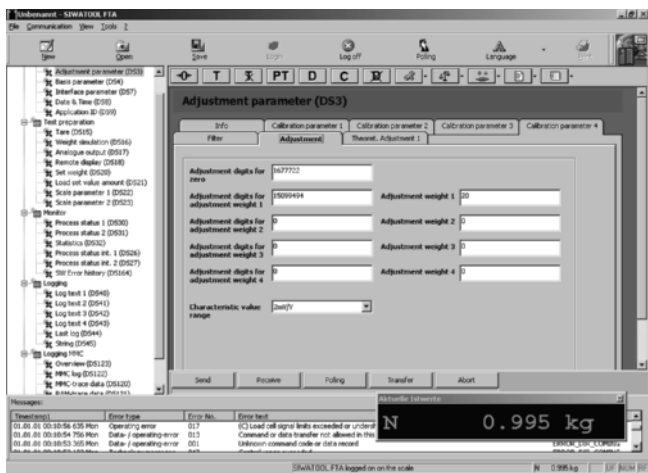 Unbenannt - SIWATOOL FTA
File Communication View Tools ?
New Open Save Login Log off Polling Language
Adjustment parameter (DS3)
Basis parameter (DS4)
Interface parameter (DS7)
Date & Time (DS8)
Application ID (DS9)
Test preparation
Tare (DS15)
Weight simulation (DS16)
Analogue output (DS17)
Remote display (DS18)
Set weight (DS20)
Load set value amount (DS21)
Scale parameter 1 (DS22)
Scale parameter 2 (DS23)
Monitor
Process status 1 (DS30)
Process status 2 (DS31)
Statistics (DS32)
Process status int. 1 (DS26)
Process status int. 2 (DS27)
SW Error history (DS164)
Logging
Log text 1 (DS40)
Log text 2 (DS41)
Log text 3 (DS42)
Log text 4 (DS43)
Last log (DS44)
String (DS45)
Logging MMC
Overview (DS123)
MMC log (DS122)
MMC-trace data (DS120)
T PT D C
Adjustment parameter (DS3)
Info Calibration parameter 1 Calibration parameter 2 Calibration parameter 3 Calibration parameter 4
Filter Adjustment Theoret. Adjustment 1
Adjustment digits for zero 1677722
Adjustment digits for adjustment weight 1 15099494 Adjustment weight 1 20
Adjustment digits for adjustment weight 2 0 Adjustment weight 2 0
Adjustment digits for adjustment weight 3 0 Adjustment weight 3 0
Adjustment digits for adjustment weight 4 0 Adjustment weight 4 0
Characteristic value range 2mV/V
Send Receive Polling Transfer Abort
Messages:
Timestamp1 Error type Error No. Error text
01.01.01 00:10:56 635 Mon Operating error 017 (C) Load cell signal limits exceeded or undersh
01.01.01 00:10:54 756 Mon Data- / operating-error 013 Command or data transfer not allowed in this
01.01.01 00:10:53 365 Mon Data- / operating-error 001 Unknown command code or data record
Aktuelle Istwerte
N 0.995 kg
SIWATOOL FTA logged on on the scale N 0.995 kg